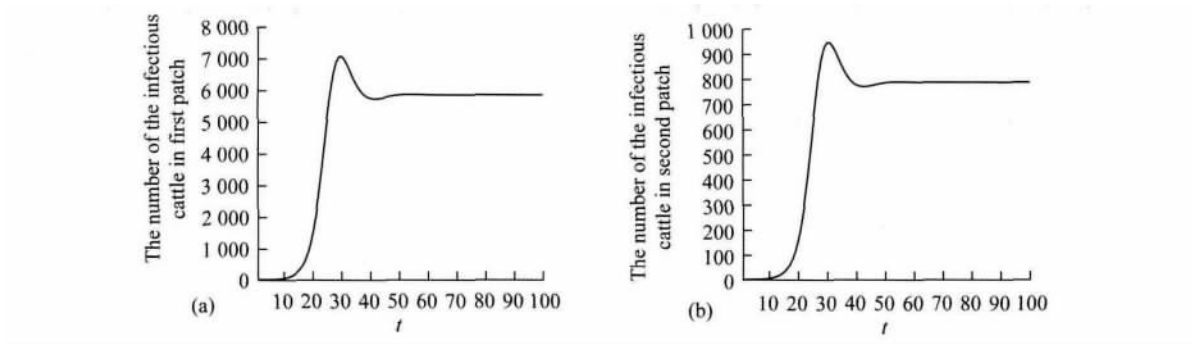 The number of the infectious
cattle in first patch
8 000
7 000
6 000
5 000
4 000
3 000
2 000
1 000
0
10 20 30 40 50 60 70 80 90 100
t
(a)
The number of the infectious
cattle in second patch
1 000
900
800
700
600
500
400
300
200
100
0
10 20 30 40 50 60 70 80 90 100
t
(b)